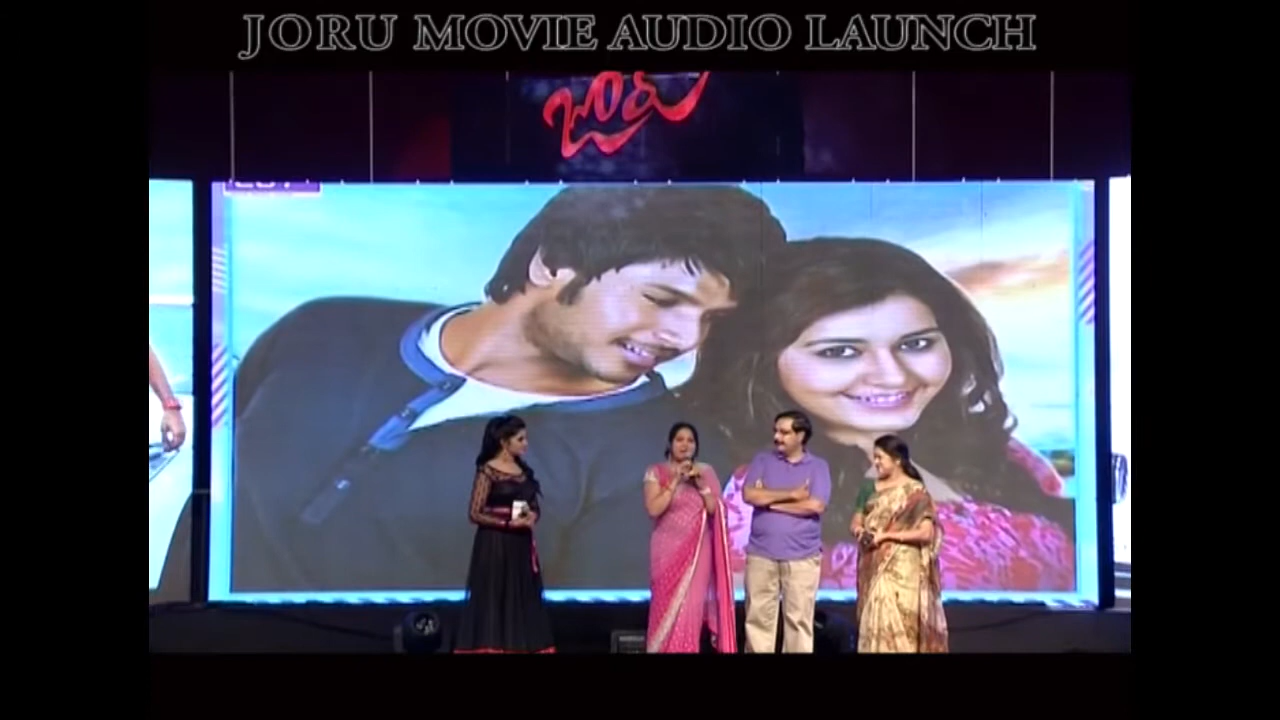 JORU MOVIE AUDIO LAUNCH
జోరు